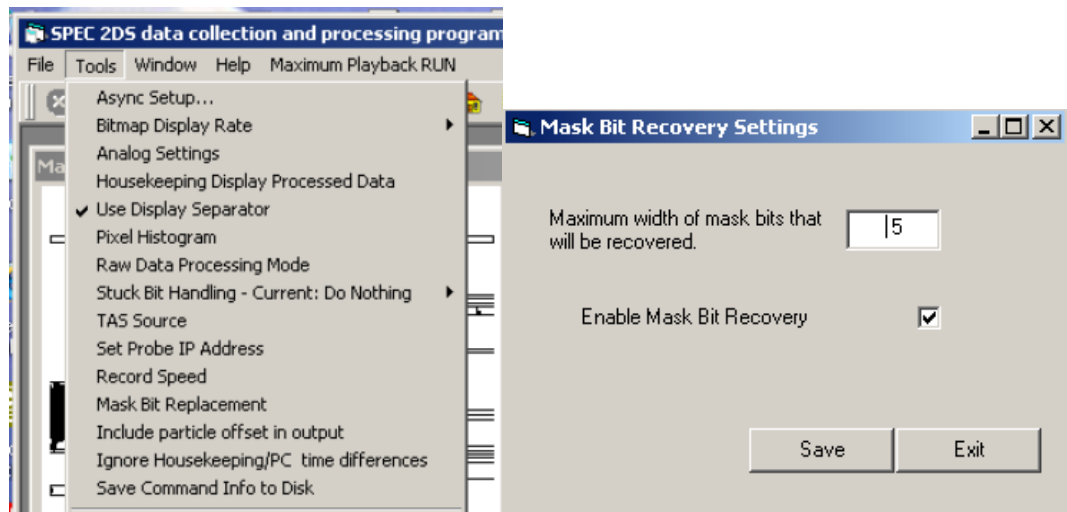 SPEC 2DS data collection and processing program
File Tools Window Help Maximum Playback RUN
Async Setup...
Bitmap Display Rate
Analog Settings
Housekeeping Display Processed Data
Use Display Separator
Pixel Histogram
Raw Data Processing Mode
Stuck Bit Handling - Current: Do Nothing
TAS Source
Set Probe IP Address
Record Speed
Mask Bit Replacement
Include particle offset in output
Ignore Housekeeping/PC time differences
Save Command Info to Disk
Ma
Mask Bit Recovery Settings
Maximum width of mask bits that
will be recovered.
5
Enable Mask Bit Recovery
Save Exit